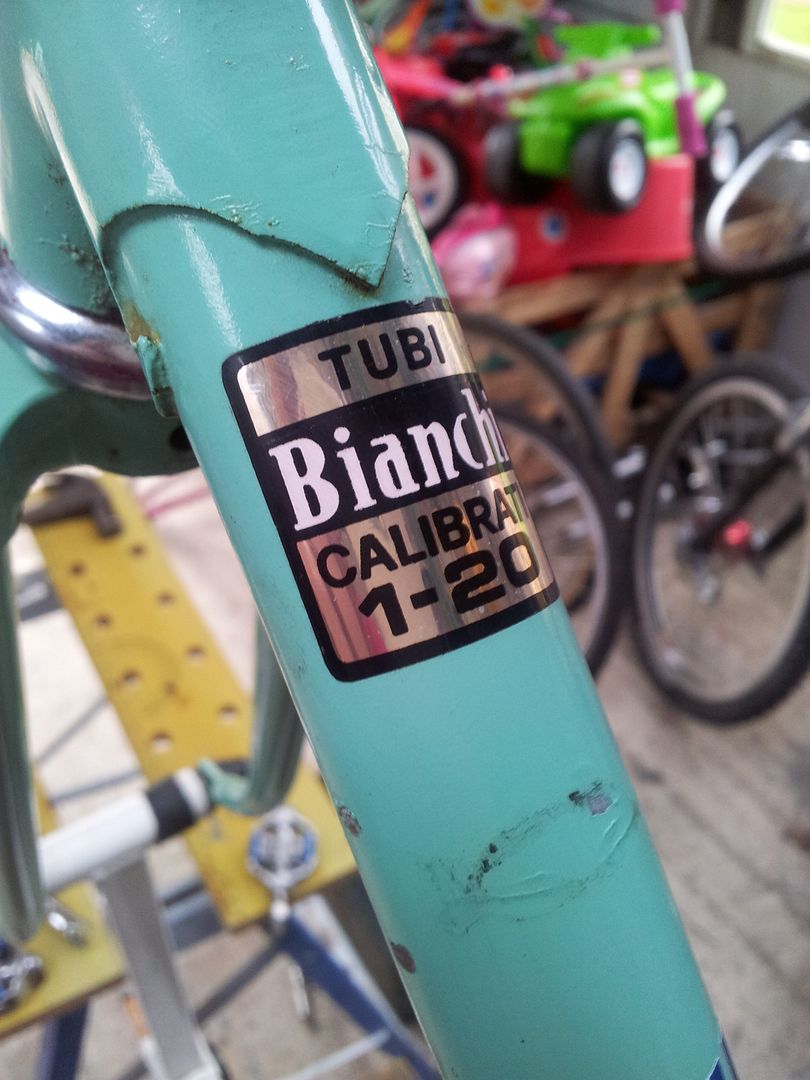 TUBI
Bianchi
CALIBRAT
1-20